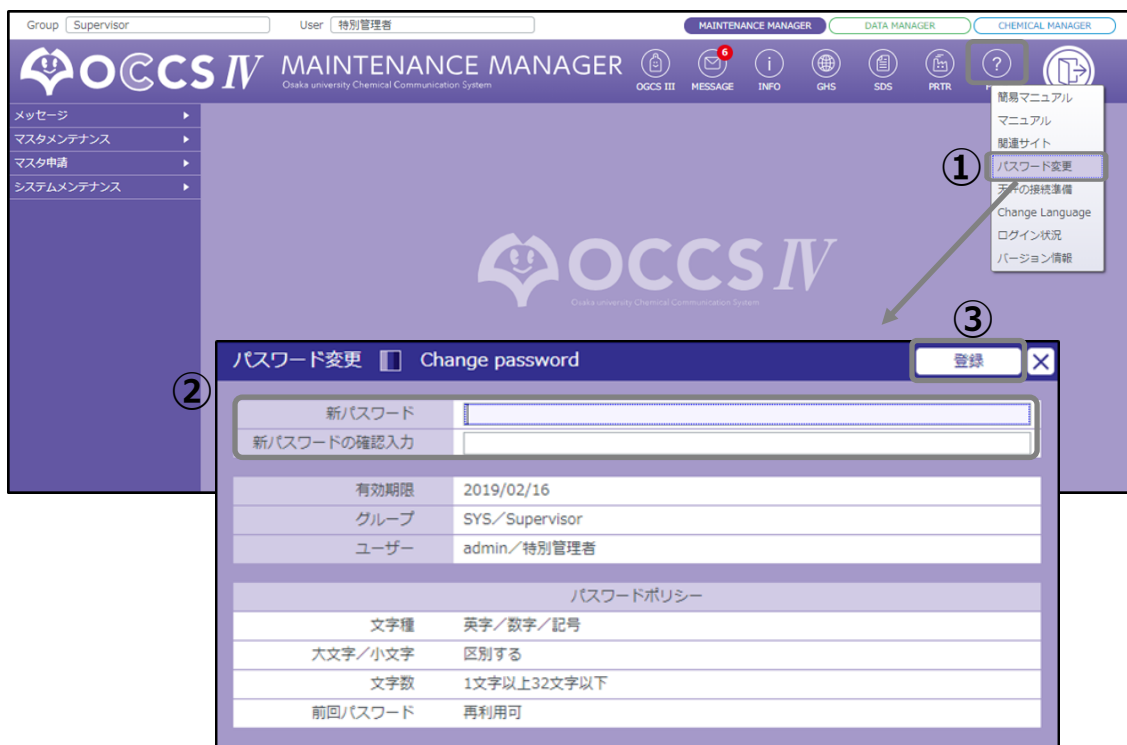 Group Supervisor User 特別管理者 MAINTENANCE MANAGER DATA MANAGER CHEMICAL MANAGER
OCCS IV MAINTENANCE MANAGER
Osaka university Chemical Communication System
OGCS III MESSAGE 6 INFO GHS SDS PRTR ?
メッセージ
マスタメンテナンス
マスタ申請
システムメンテナンス
簡易マニュアル
マニュアル
関連サイト
① パスワード変更
天秤の接続準備
Change Language
ログイン状況
バージョン情報
OCCS IV
Osaka university Chemical Communication System
③
パスワード変更 Change password 登録
②
新パスワード
新パスワードの確認入力
有効期限 2019/02/16
グループ SYS／Supervisor
ユーザー admin／特別管理者
パスワードポリシー
文字種 英字／数字／記号
大文字／小文字 区別する
文字数 1文字以上32文字以下
前回パスワード 再利用可